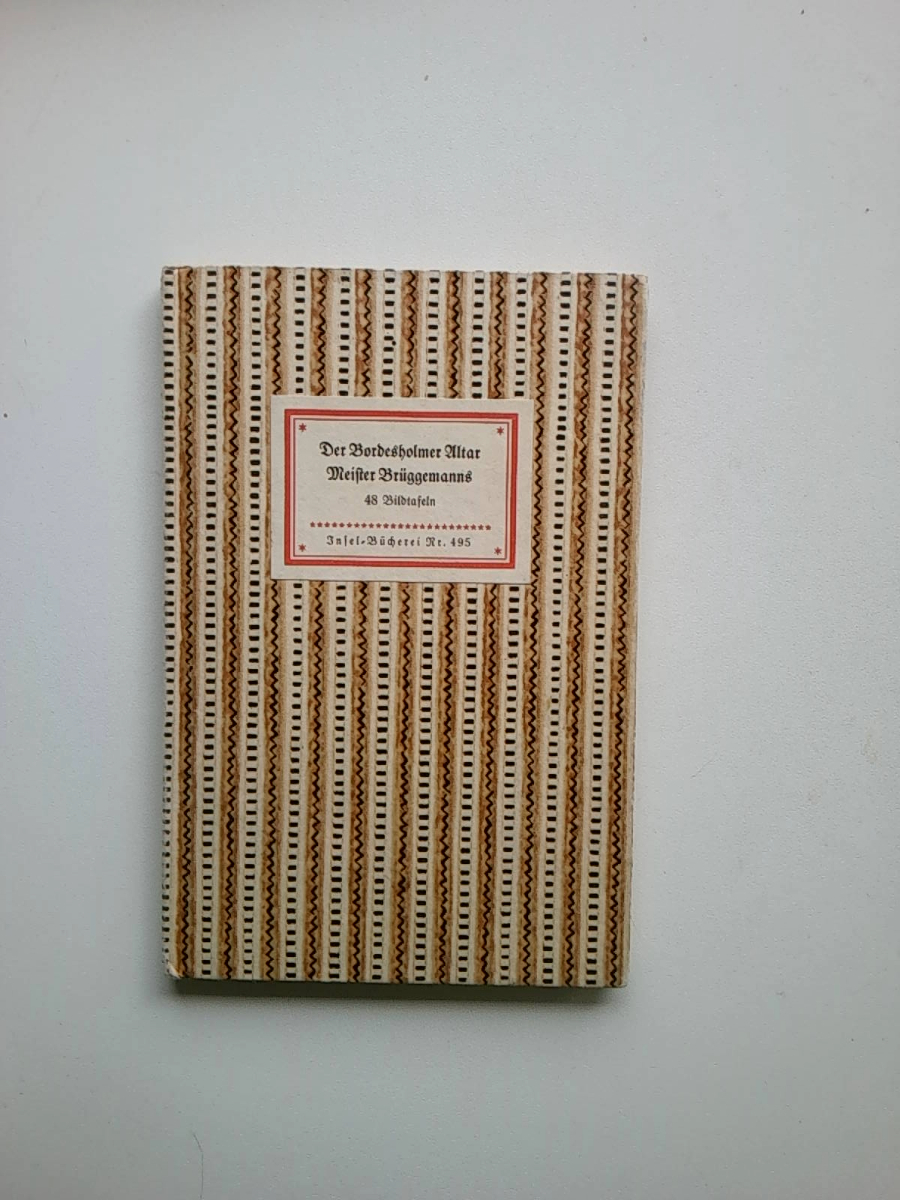 Der Bordesholmer Altar
Meister Brüggemanns
48 Bildtafeln
Insel-Bücherei Nr. 495